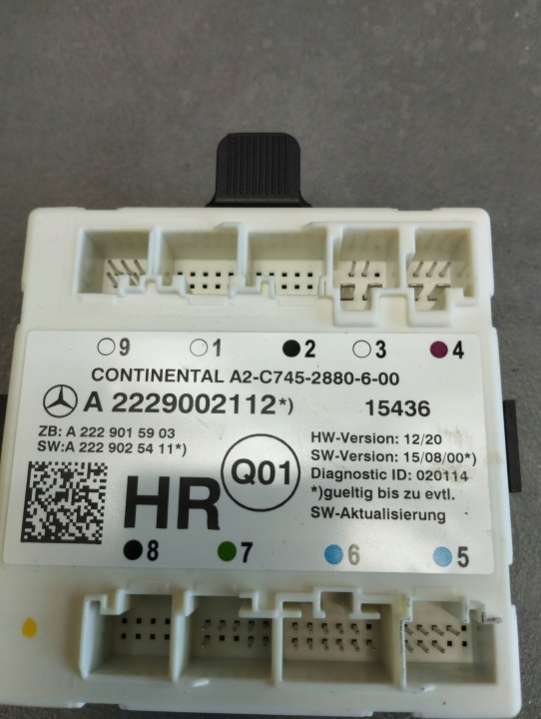 9 1 2 3 4
CONTINENTAL A2-C745-2880-6-00
A 2229002112*) 15436
ZB: A 222 901 59 03
SW:A 222 902 54 11*)
HR
Q01
HW-Version: 12/20
SW-Version: 15/08/00*)
Diagnostic ID: 020114
*)gueltig bis zu evtl.
SW-Aktualisierung
8 7 6 5